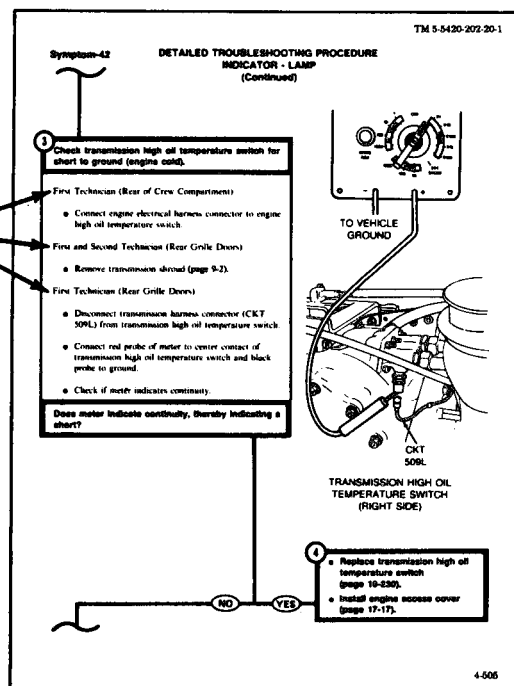 TM 5-5420-202-20-1
Symptom-42
DETAILED TROUBLESHOOTING PROCEDURE
INDICATOR - LAMP
(Continued)
3
Check transmission high oil temperature switch for
short to ground (engine cold).
First Technician (Rear of Crew Compartment)
• Connect engine electrical harness connector to engine
high oil temperature switch.
First and Second Technician (Rear Grille Doors)
• Remove transmission shroud (page 9-2).
First Technician (Rear Grille Doors)
• Disconnect transmission harness connector (CKT
509L) from transmission high oil temperature switch.
• Connect red probe of meter to center contact of
transmission high oil temperature switch and black
probe to ground.
• Check if meter indicates continuity.
Does meter indicate continuity, thereby indicating a
short?
TO VEHICLE
GROUND
CKT
509L
TRANSMISSION HIGH OIL
TEMPERATURE SWITCH
(RIGHT SIDE)
4
• Replace transmission high oil
temperature switch
(page 10-230).
• Install engine access cover
(page 17-17).
NO
YES
4-505